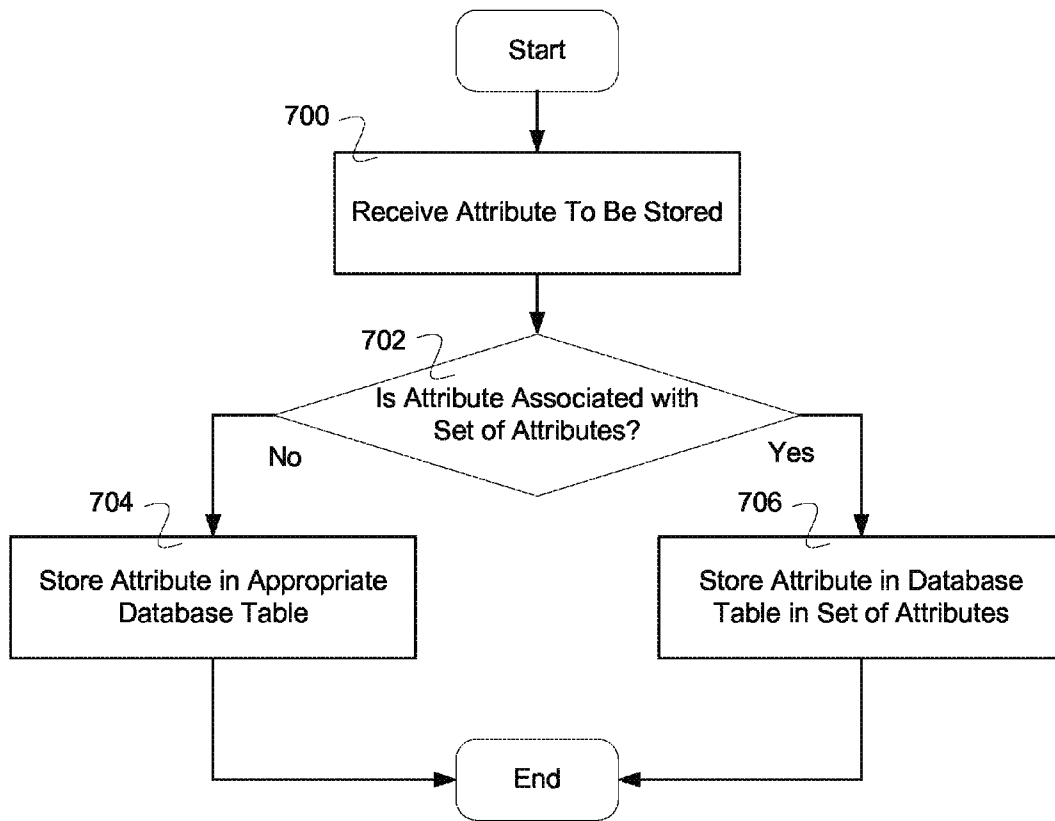 Start
700
Receive Attribute To Be Stored
702
Is Attribute Associated with
Set of Attributes?
No
Yes
704
Store Attribute in Appropriate
Database Table
706
Store Attribute in Database
Table in Set of Attributes
End